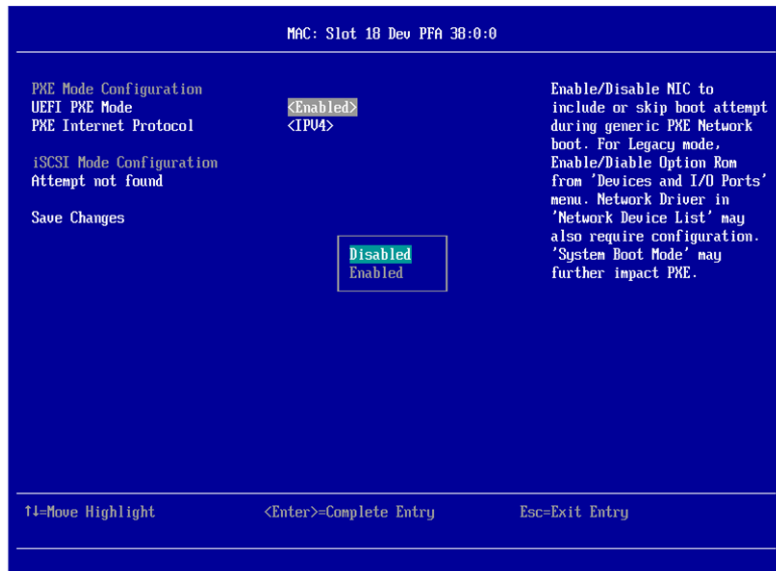 MAC: Slot 18 Dev PFA 38:0:0
PXE Mode Configuration
UEFI PXE Mode <Enabled>
PXE Internet Protocol <IPV4>
iSCSI Mode Configuration
Attempt not found
Save Changes
Enable/Disable NIC to
include or skip boot attempt
during generic PXE Network
boot. For Legacy mode,
Enable/Diable Option Rom
from 'Devices and I/O Ports'
menu. Network Driver in
'Network Device List' may
also require configuration.
'System Boot Mode' may
further impact PXE.
Disabled
Enabled
↑↓=Move Highlight <Enter>=Complete Entry Esc=Exit Entry